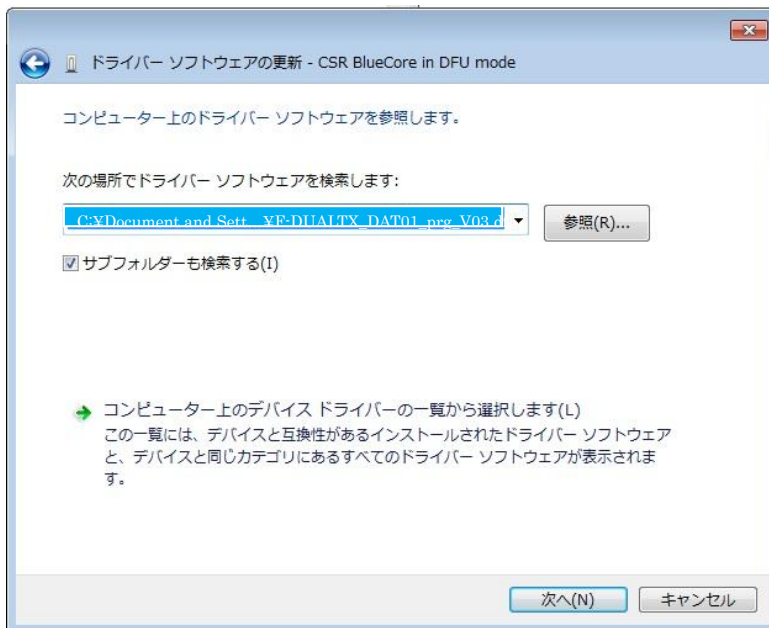 ドライバー ソフトウェアの更新 - CSR BlueCore in DFU mode
コンピューター上のドライバー ソフトウェアを参照します。
次の場所でドライバー ソフトウェアを検索します:
C:¥Document and Sett...¥F-DUALTX_DAT01_prg_V03.d
参照(R)...
サブフォルダーも検索する(I)
コンピューター上のデバイス ドライバーの一覧から選択します(L)
この一覧には、デバイスと互換性があるインストールされたドライバー ソフトウェア
と、デバイスと同じカテゴリにあるすべてのドライバー ソフトウェアが表示されま
す。
次へ(N)
キャンセル